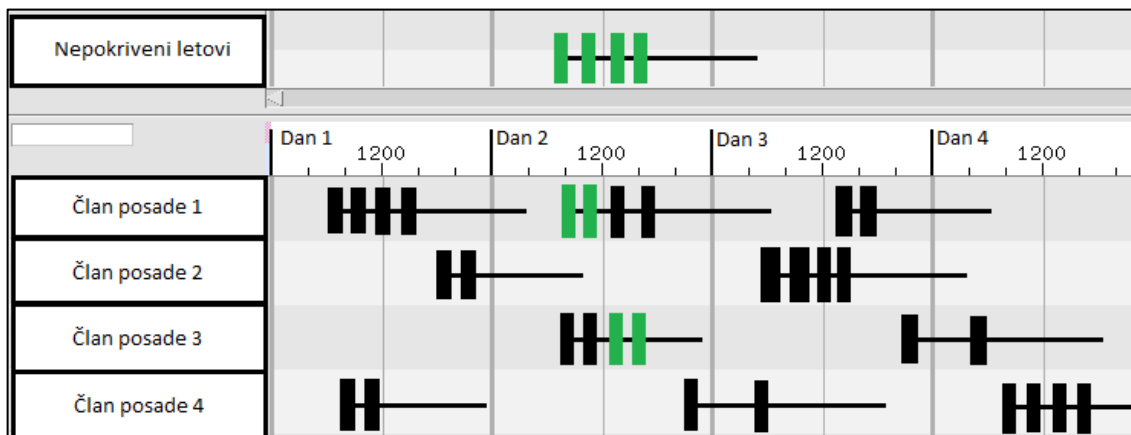 Nepokriveni letovi
Dan 1
Dan 2
Dan 3
Dan 4
1200
1200
1200
1200
Član posade 1
Član posade 2
Član posade 3
Član posade 4